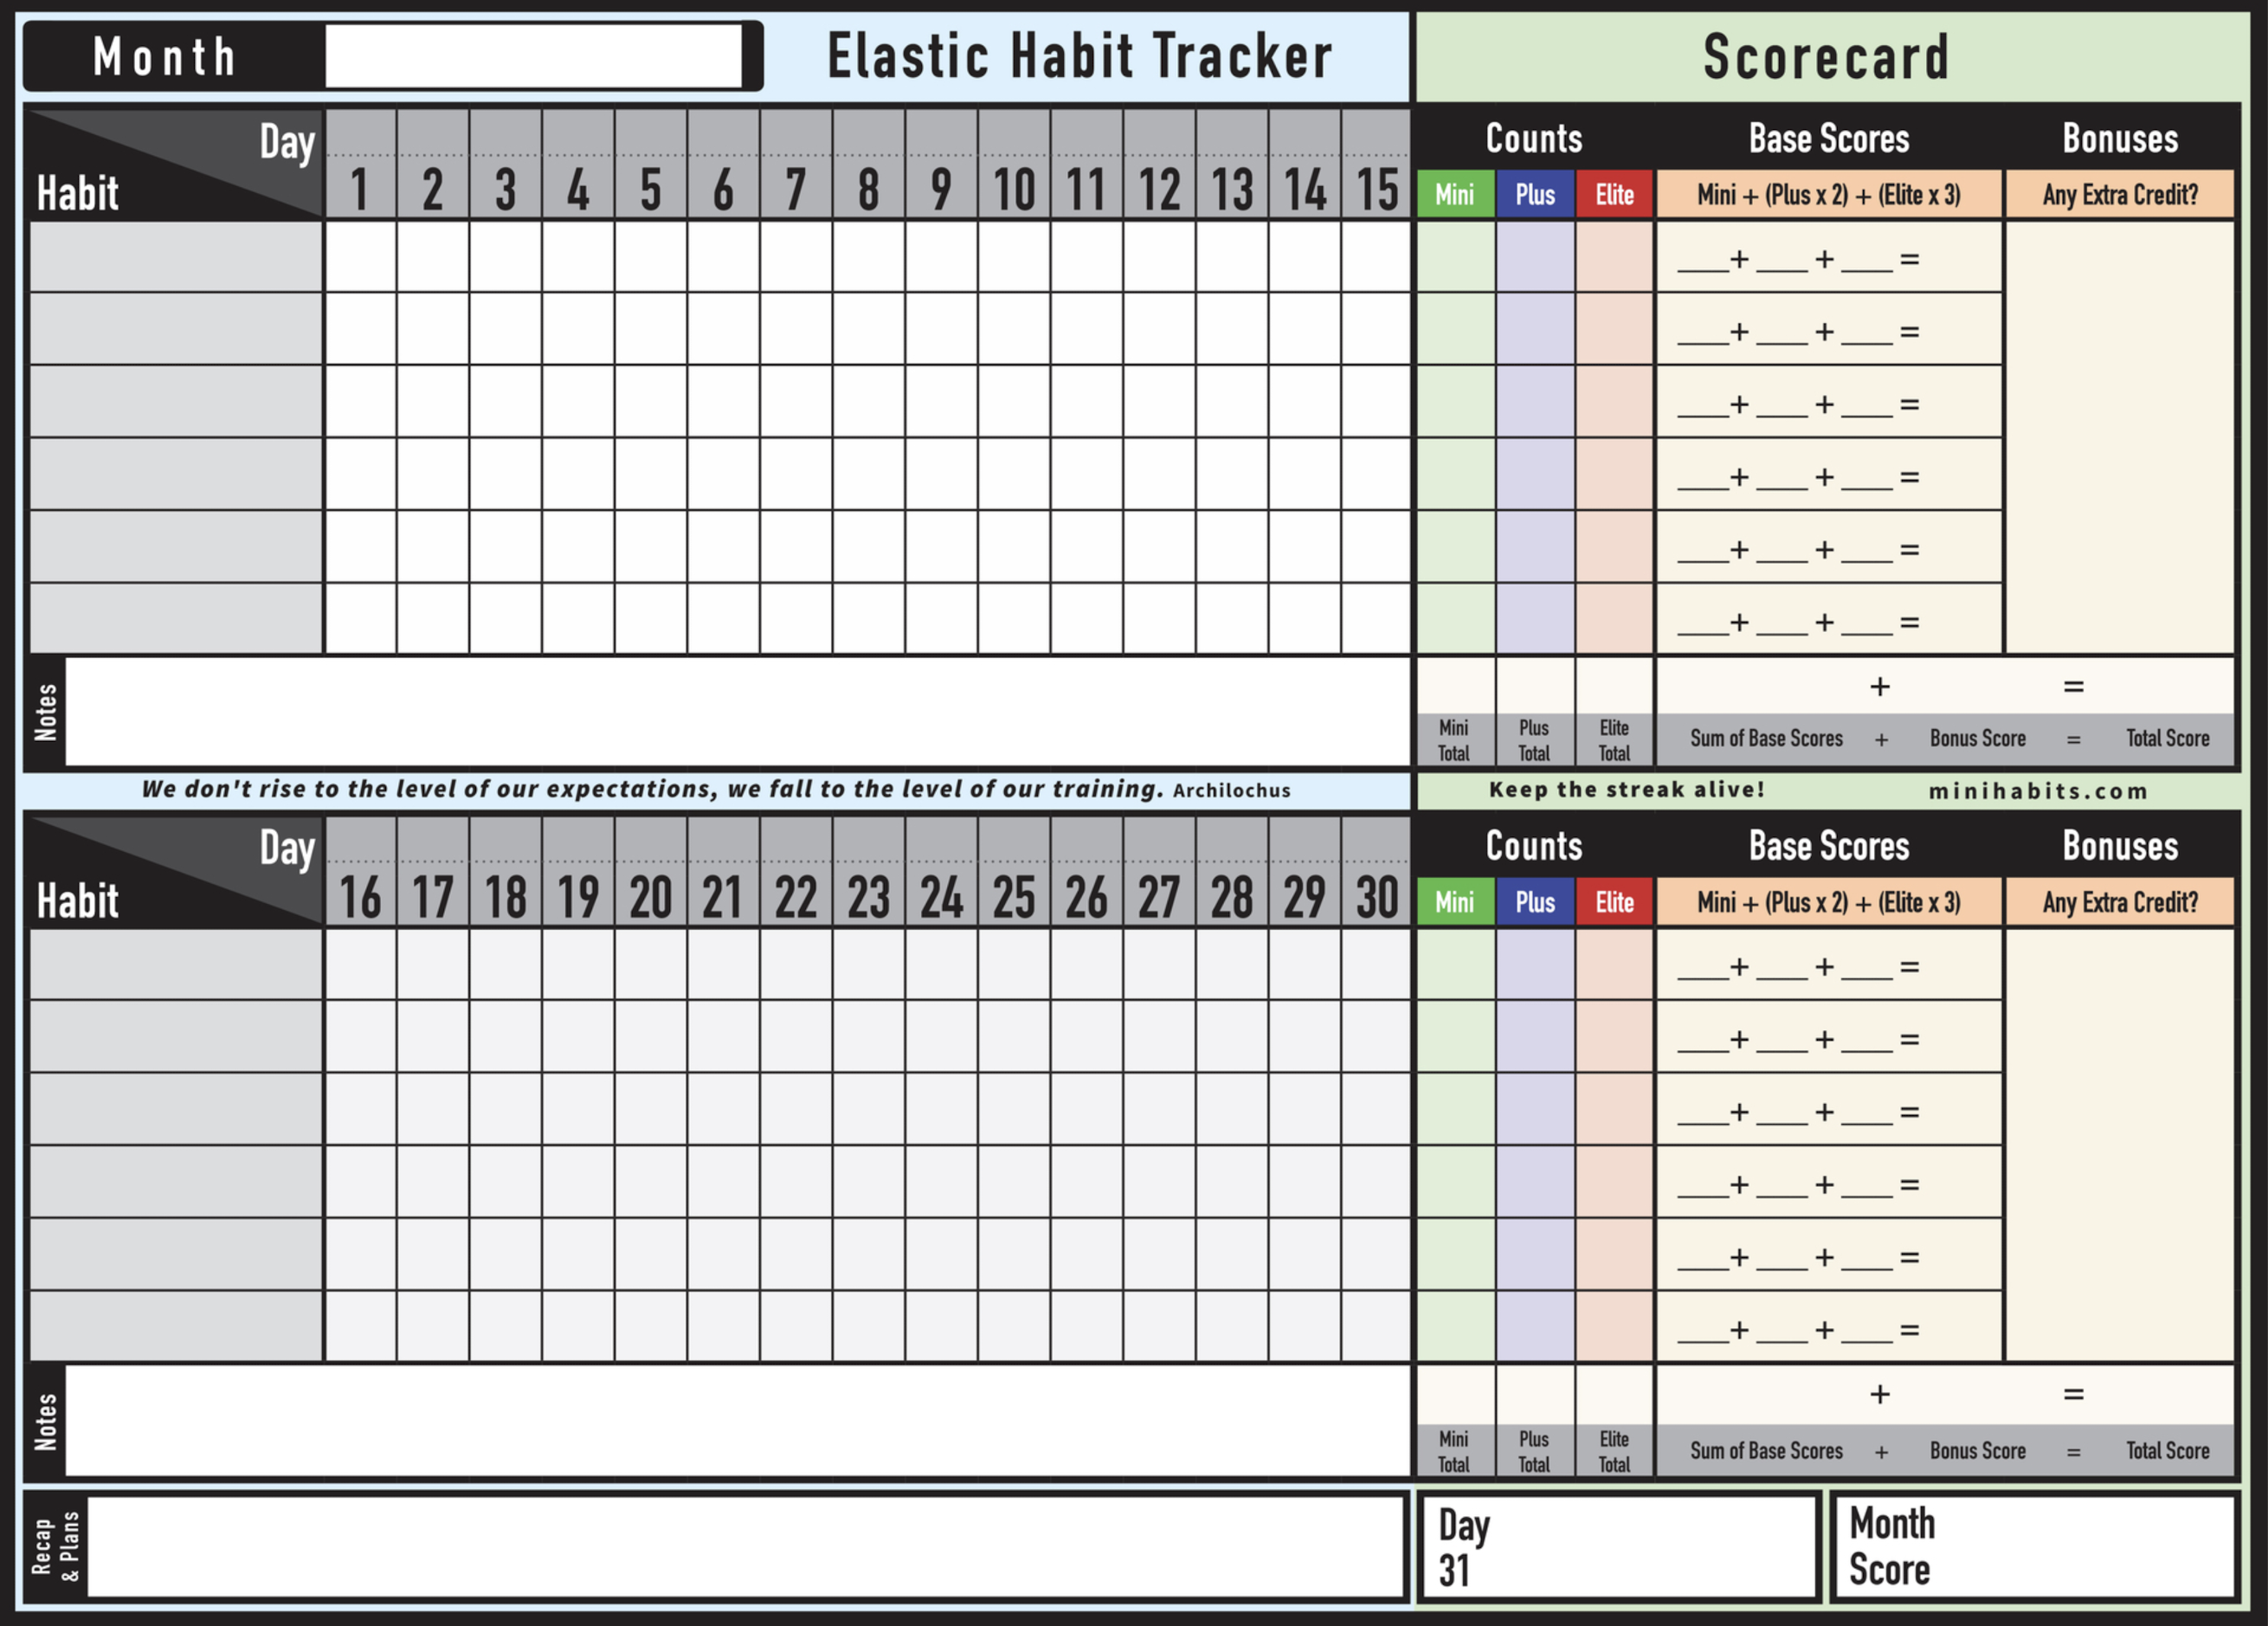 Month Elastic Habit Tracker Scorecard
Day Counts Base Scores Bonuses
Habit 1 2 3 4 5 6 7 8 9 10 11 12 13 14 15 Mini Plus Elite Mini + (Plus x 2) + (Elite x 3) Any Extra Credit?
___+ ___ + ___ =
___+ ___ + ___ =
___+ ___ + ___ =
___+ ___ + ___ =
___+ ___ + ___ =
___+ ___ + ___ =
Notes + =
Mini Total Plus Total Elite Total Sum of Base Scores + Bonus Score = Total Score
We don't rise to the level of our expectations, we fall to the level of our training. Archilochus Keep the streak alive! minihabits.com
Day Counts Base Scores Bonuses
Habit 16 17 18 19 20 21 22 23 24 25 26 27 28 29 30 Mini Plus Elite Mini + (Plus x 2) + (Elite x 3) Any Extra Credit?
___+ ___ + ___ =
___+ ___ + ___ =
___+ ___ + ___ =
___+ ___ + ___ =
___+ ___ + ___ =
___+ ___ + ___ =
Notes + =
Mini Total Plus Total Elite Total Sum of Base Scores + Bonus Score = Total Score
Recap & Plans
Day 31
Month Score